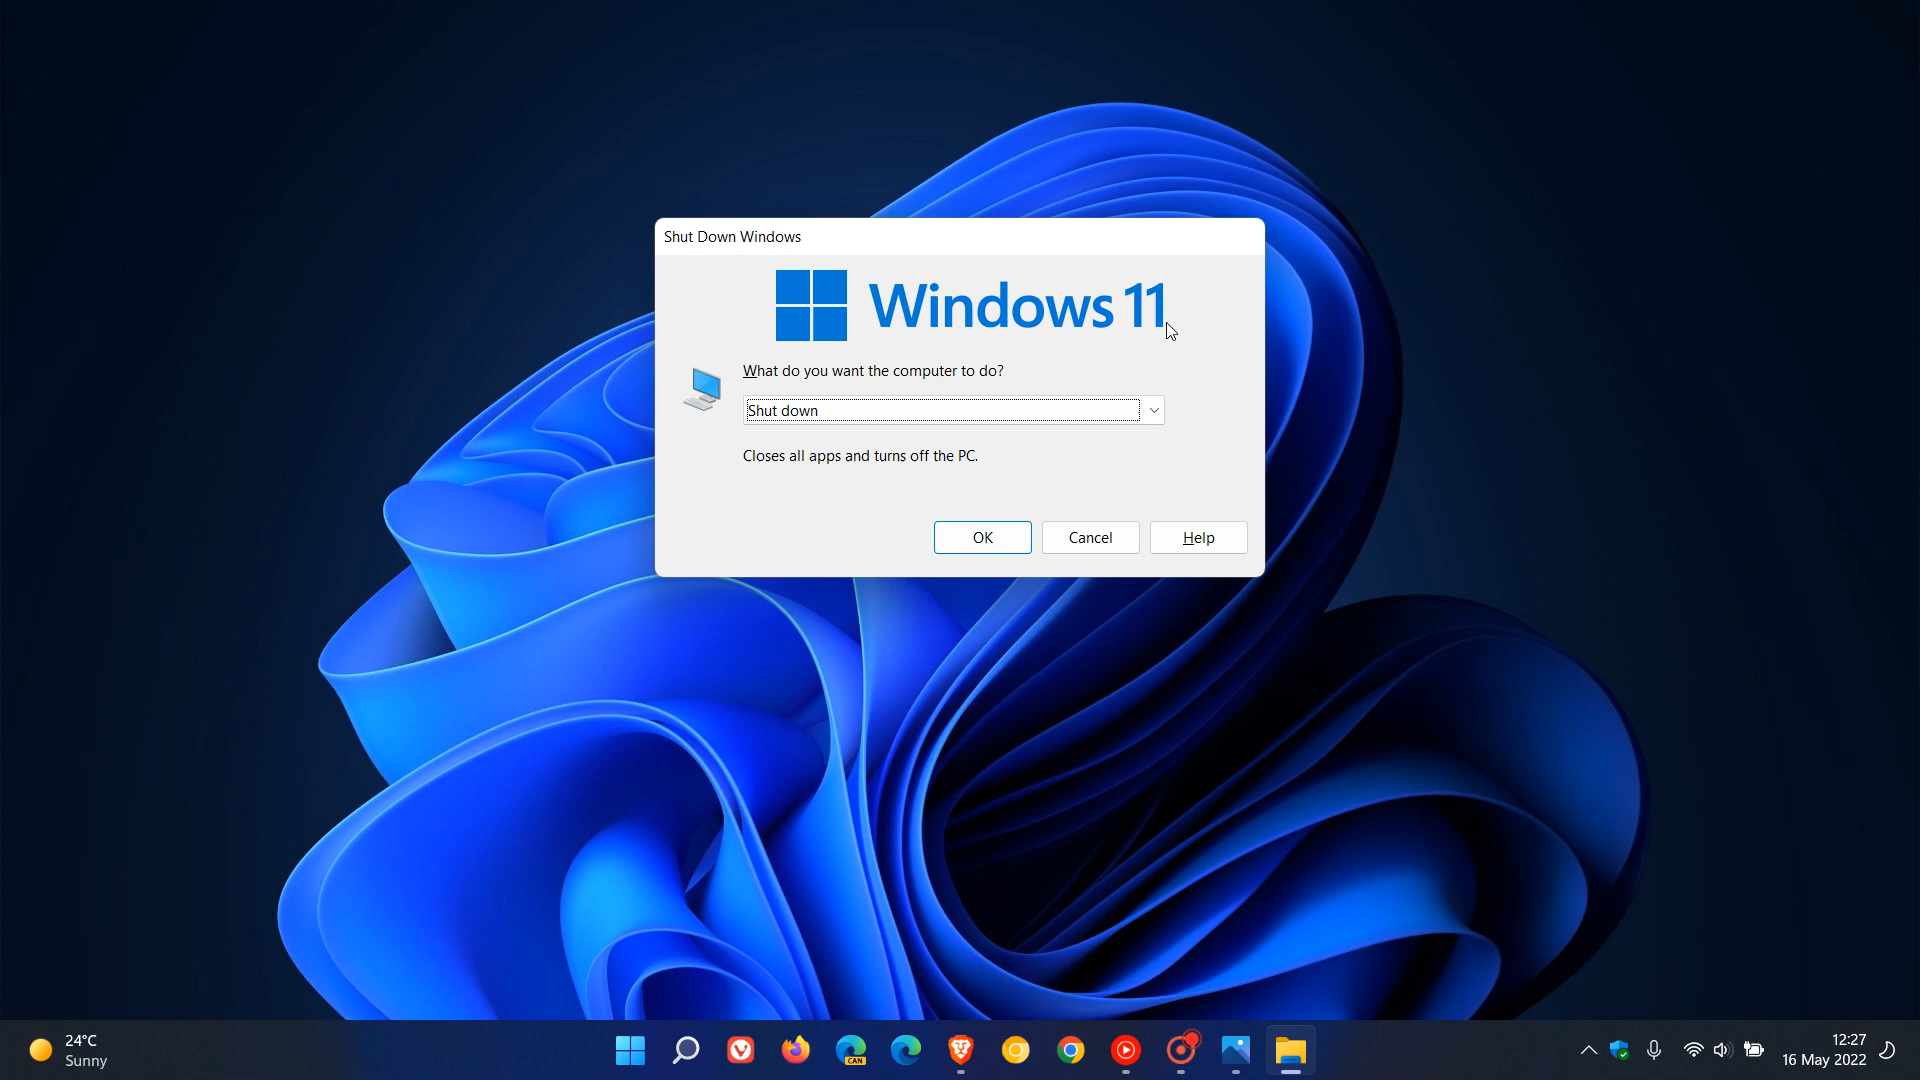 Shut Down Windows
Windows 11
What do you want the computer to do?
Shut down
Closes all apps and turns off the PC.
OK
Cancel
Help
24°C
Sunny
CAN
12:27
16 May 2022